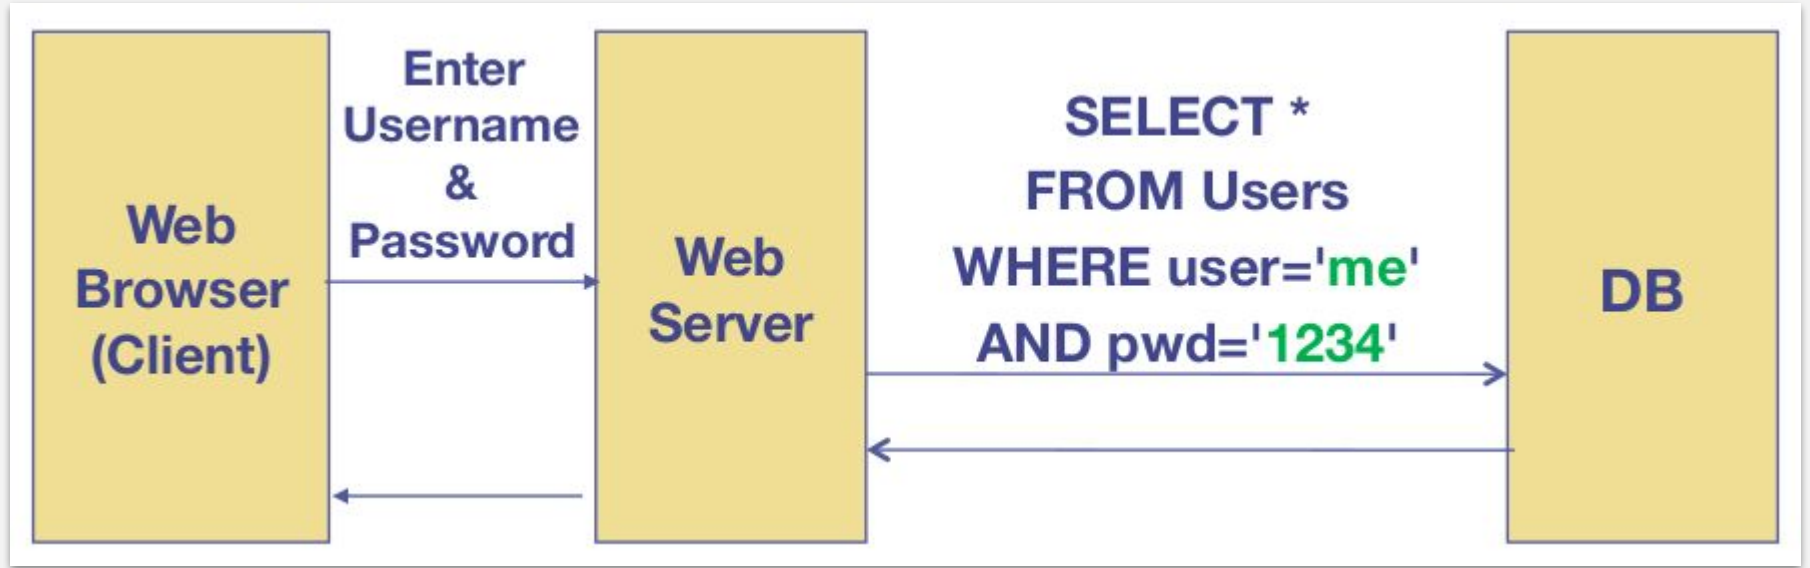 Web
Browser
(Client)
Enter
Username
&
Password
Web
Server
SELECT *
FROM Users
WHERE user='me'
AND pwd='1234'
DB